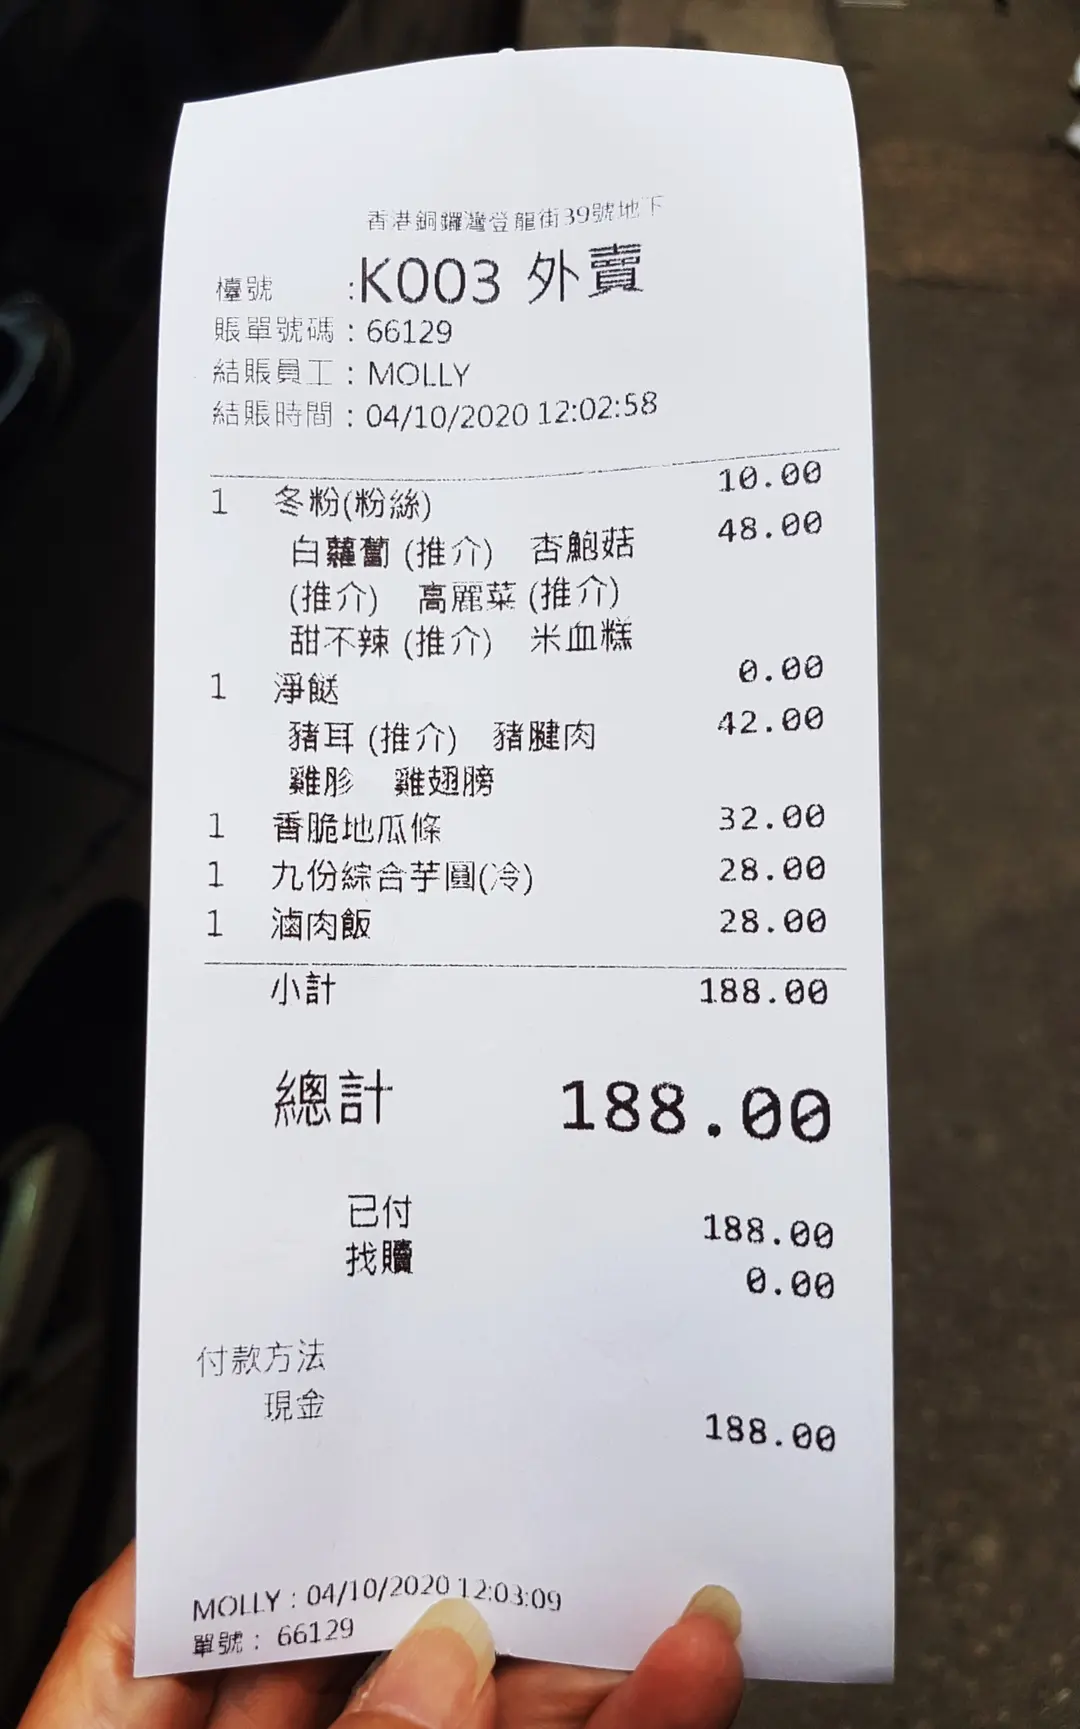 香港銅鑼灣登龍街39號地下
檯號 :K003 外賣
賬單號碼 : 66129
結賬員工 : MOLLY
結賬時間 : 04/10/2020 12:02:58
1 冬粉(粉絲) 10.00
白蘿蔔 (推介) 杏鮑菇 48.00
(推介) 高麗菜 (推介)
甜不辣 (推介) 米血糕
1 淨餸 0.00
豬耳 (推介) 豬腱肉 42.00
雞胗 雞翅膀
1 香脆地瓜條 32.00
1 九份綜合芋圓(冷) 28.00
1 滷肉飯 28.00
小計 188.00
總計 188.00
已付 188.00
找贖 0.00
付款方法
現金 188.00
MOLLY : 04/10/2020 12:03:09
單號 : 66129